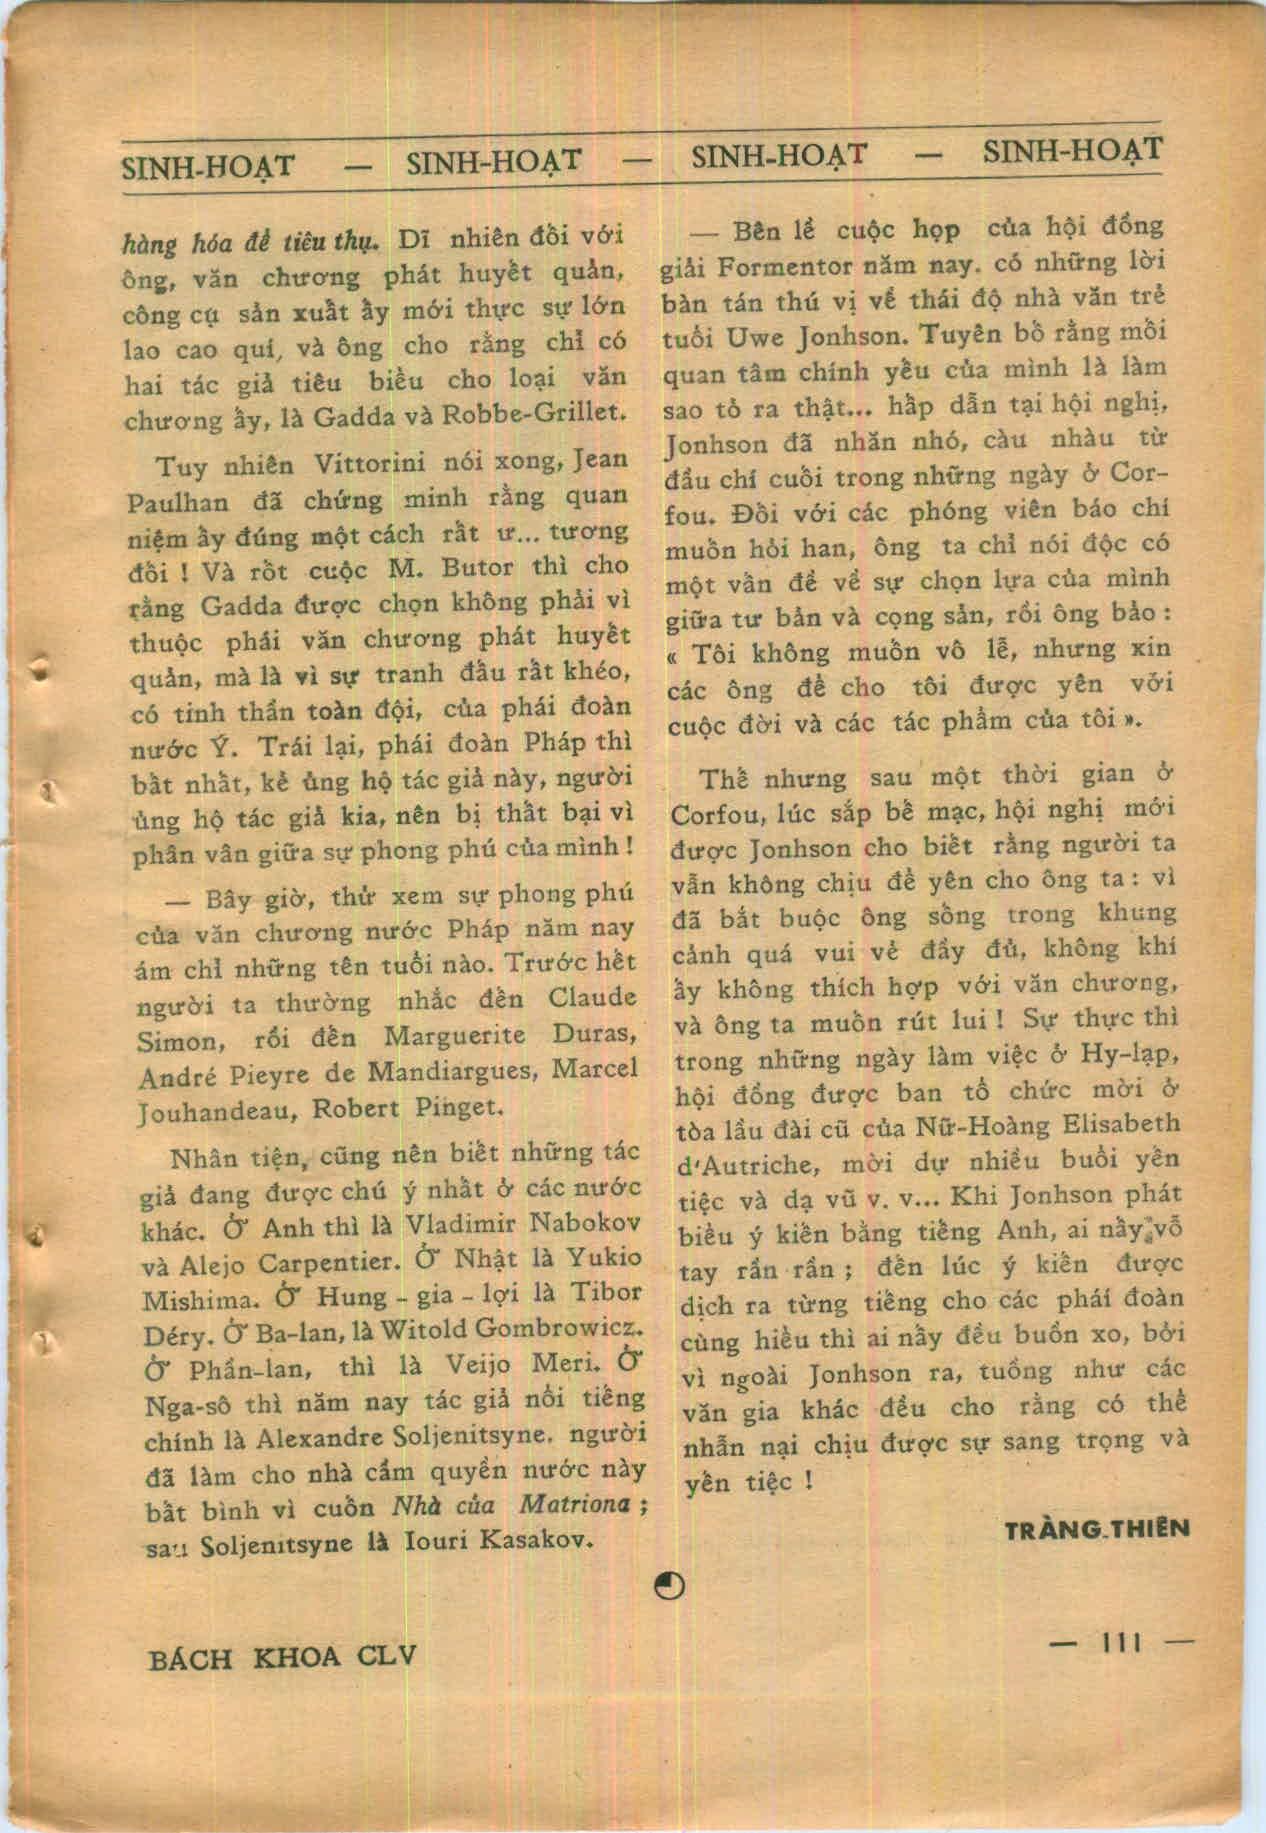 SINH-HOẠT — SINH-HOẠT — SINH-HOẠT — SINH-HOẠT
hàng hóa để tiêu thụ. Dĩ nhiên đối với
ông, văn chương phát huyết quản,
công cụ sản xuất ấy mới thực sự lớn
lao cao quí, và ông cho rằng chỉ có
hai tác giả tiêu biểu cho loại văn
chương ấy, là Gadda và Robbe-Grillet.
Tuy nhiên Vittorini nói xong, Jean
Paulhan đã chứng minh rằng quan
niệm ấy đúng một cách rất ư... tương
đối ! Và rốt cuộc M. Butor thì cho
rằng Gadda được chọn không phải vì
thuộc phái văn chương phát huyết
quản, mà là vì sự tranh đấu rất khéo,
có tinh thần toàn đội, của phái đoàn
nước Ý. Trái lại, phái đoàn Pháp thì
bất nhất, kẻ ủng hộ tác giả này, người
ủng hộ tác giả kia, nên bị thất bại vì
phân vân giữa sự phong phú của mình !
— Bây giờ, thử xem sự phong phú
của văn chương nước Pháp năm nay
ám chỉ những tên tuổi nào. Trước hết
người ta thường nhắc đến Claude
Simon, rồi đến Marguerite Duras,
André Pieyre de Mandiargues, Marcel
Jouhandeau, Robert Pinget.
Nhân tiện, cũng nên biết những tác
giả đang được chú ý nhất ở các nước
khác. Ở Anh thì là Vladimir Nabokov
và Alejo Carpentier. Ở Nhật là Yukio
Mishima. Ở Hung - gia - lợi là Tibor
Déry. Ở Ba-lan, là Witold Gombrowicz.
Ở Phần-lan, thì là Veijo Meri. Ở
Nga-sô thì năm nay tác giả nổi tiếng
chính là Alexandre Soljenitsyne. người
đã làm cho nhà cầm quyền nước này
bất bình vì cuốn Nhà của Matriona ;
sau Soljenitsyne là Iouri Kasakov.
— Bên lề cuộc họp của hội đồng
giải Formentor năm nay. có những lời
bàn tán thú vị về thái độ nhà văn trẻ
tuổi Uwe Jonhson. Tuyên bố rằng mối
quan tâm chính yếu của mình là làm
sao tỏ ra thật... hấp dẫn tại hội nghị,
Jonhson đã nhăn nhó, càu nhàu từ
đầu chí cuối trong những ngày ở Cor-
fou. Đối với các phóng viên báo chí
muốn hỏi han, ông ta chỉ nói độc có
một vấn đề về sự chọn lựa của mình
giữa tư bản và cọng sản, rồi ông bảo :
« Tôi không muốn vô lễ, nhưng xin
các ông để cho tôi được yên với
cuộc đời và các tác phẩm của tôi ».
Thế nhưng sau một thời gian ở
Corfou, lúc sắp bế mạc, hội nghị mới
được Jonhson cho biết rằng người ta
vẫn không chịu để yên cho ông ta : vì
đã bắt buộc ông sống trong khung
cảnh quá vui vẻ đầy đủ, không khí
ấy không thích hợp với văn chương,
và ông ta muốn rút lui ! Sự thực thì
trong những ngày làm việc ở Hy-lạp,
hội đồng được ban tổ chức mời ở
tòa lâu đài cũ của Nữ-Hoàng Elisabeth
d'Autriche, mời dự nhiều buổi yến
tiệc và dạ vũ v. v... Khi Jonhson phát
biểu ý kiến bằng tiếng Anh, ai nấy vỗ
tay rần rần ; đến lúc ý kiến được
dịch ra từng tiếng cho các phái đoàn
cùng hiểu thì ai nấy đều buồn xo, bởi
vì ngoài Jonhson ra, tuồng như các
văn gia khác đều cho rằng có thể
nhẫn nại chịu được sự sang trọng và
yến tiệc !
TRÀNG-THIÊN
BÁCH KHOA CLV
— 111 —